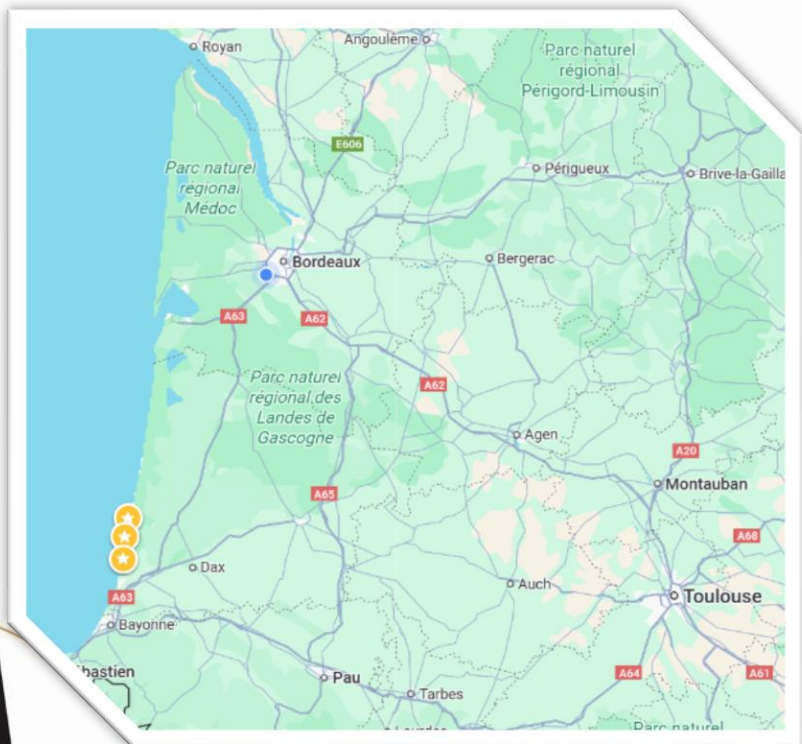 Royan
Angoulême
Parc naturel
régional
Périgord-Limousin
E606
Parc naturel
régional
Médoc
Périgueux
Brive-la-Gailla
Bordeaux
Bergerac
A63
A62
Parc naturel
régional des
Landes de
Gascogne
A62
Agen
A20
Montauban
A65
A68
Dax
Auch
A63
Toulouse
Bayonne
bastien
Pau
Tarbes
A64
A61
Lourdes
Parc naturel